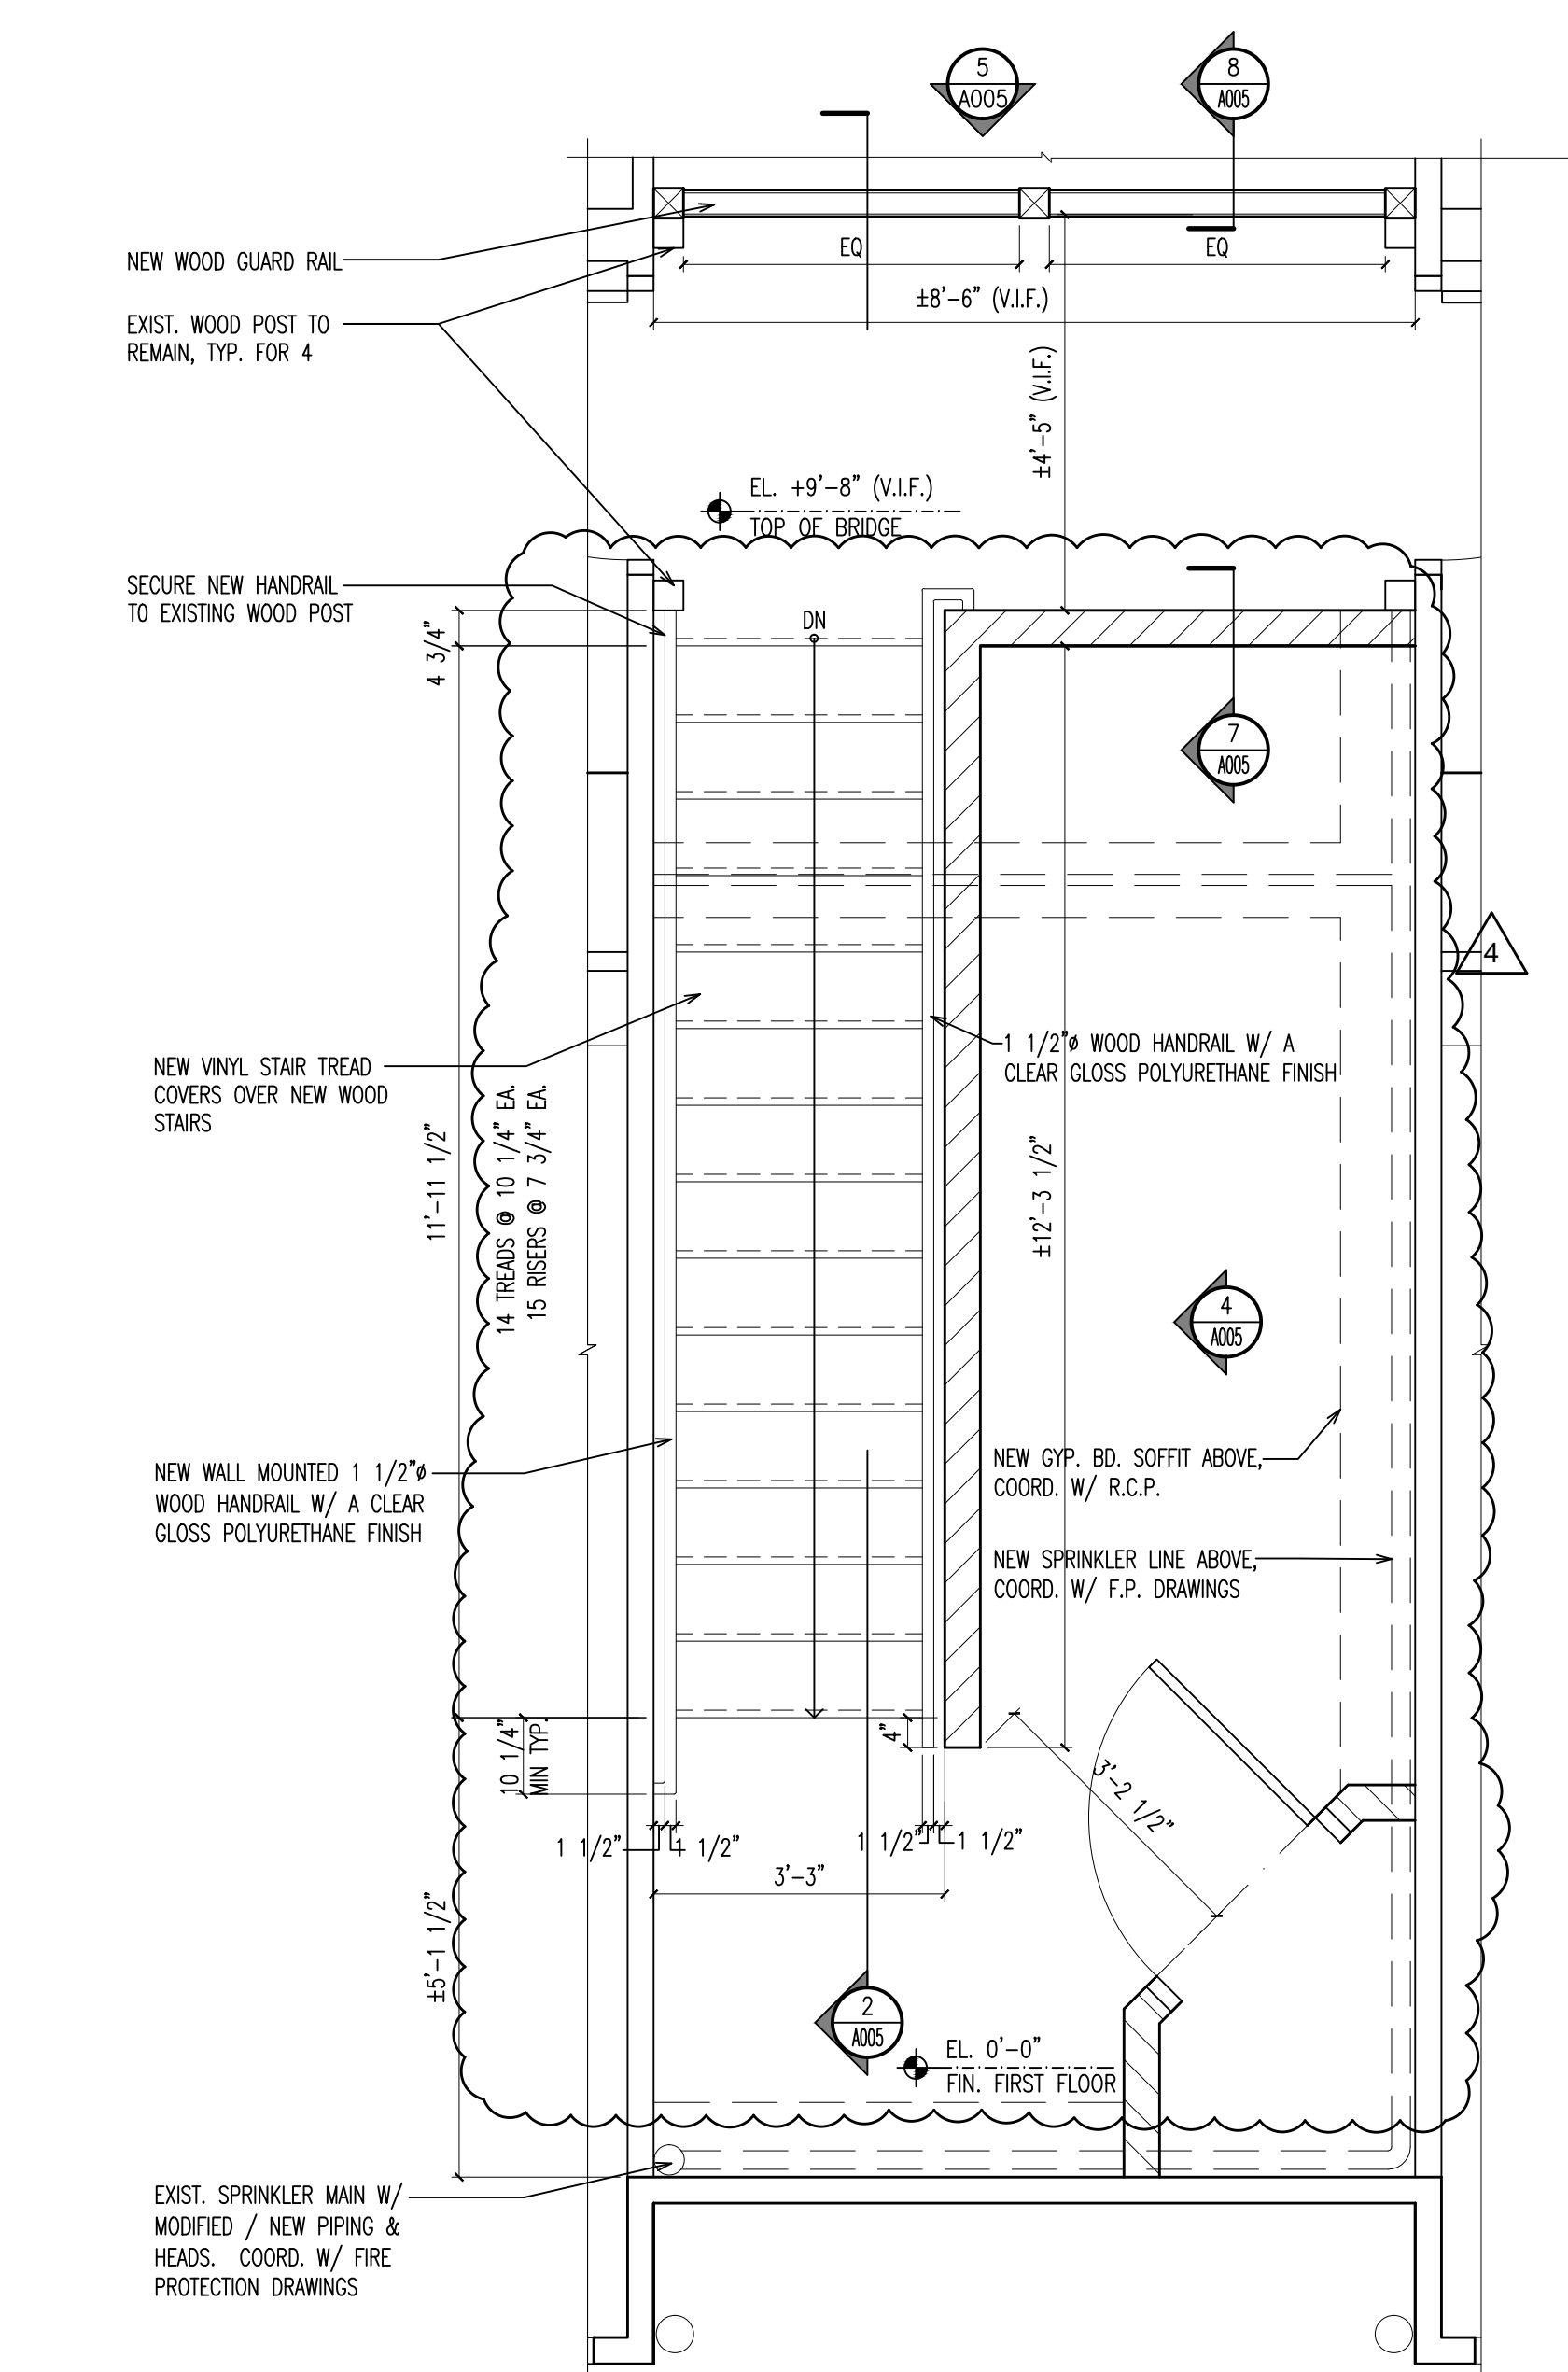 5
A005
8
A005
NEW WOOD GUARD RAIL
EQ
EQ
±8'-6" (V.I.F.)
EXIST. WOOD POST TO
REMAIN, TYP. FOR 4
±4'-5" (V.I.F.)
EL. +9'-8" (V.I.F.)
TOP OF BRIDGE
SECURE NEW HANDRAIL
TO EXISTING WOOD POST
4 3/4"
DN
7
A005
4
NEW VINYL STAIR TREAD
COVERS OVER NEW WOOD
STAIRS
1 1/2"ø WOOD HANDRAIL W/ A
CLEAR GLOSS POLYURETHANE FINISH
11'-11 1/2"
14 TREADS @ 10 1/4" EA.
15 RISERS @ 7 3/4" EA.
±12'-3 1/2"
4
A005
NEW WALL MOUNTED 1 1/2"ø
WOOD HANDRAIL W/ A CLEAR
GLOSS POLYURETHANE FINISH
NEW GYP. BD. SOFFIT ABOVE,
COORD. W/ R.C.P.
NEW SPRINKLER LINE ABOVE,
COORD. W/ F.P. DRAWINGS
10 1/4"
MIN TYP.
4"
3'-2 1/2"
1 1/2"
1 1/2"
1 1/2"
1 1/2"
3'-3"
±5'-1 1/2"
2
A005
EL. 0'-0"
FIN. FIRST FLOOR
EXIST. SPRINKLER MAIN W/
MODIFIED / NEW PIPING &
HEADS. COORD. W/ FIRE
PROTECTION DRAWINGS